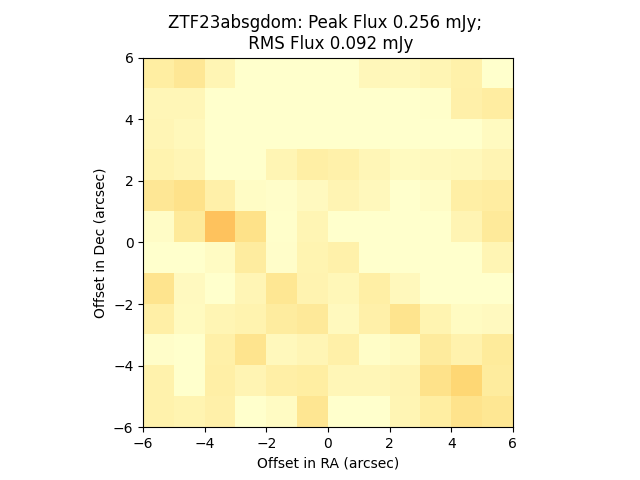 ZTF23absgdom: Peak Flux 0.256 mJy;
RMS Flux 0.092 mJy
6
4
2
0
−2
−4
−6
Offset in Dec (arcsec)
−6 −4 −2 0 2 4 6
Offset in RA (arcsec)